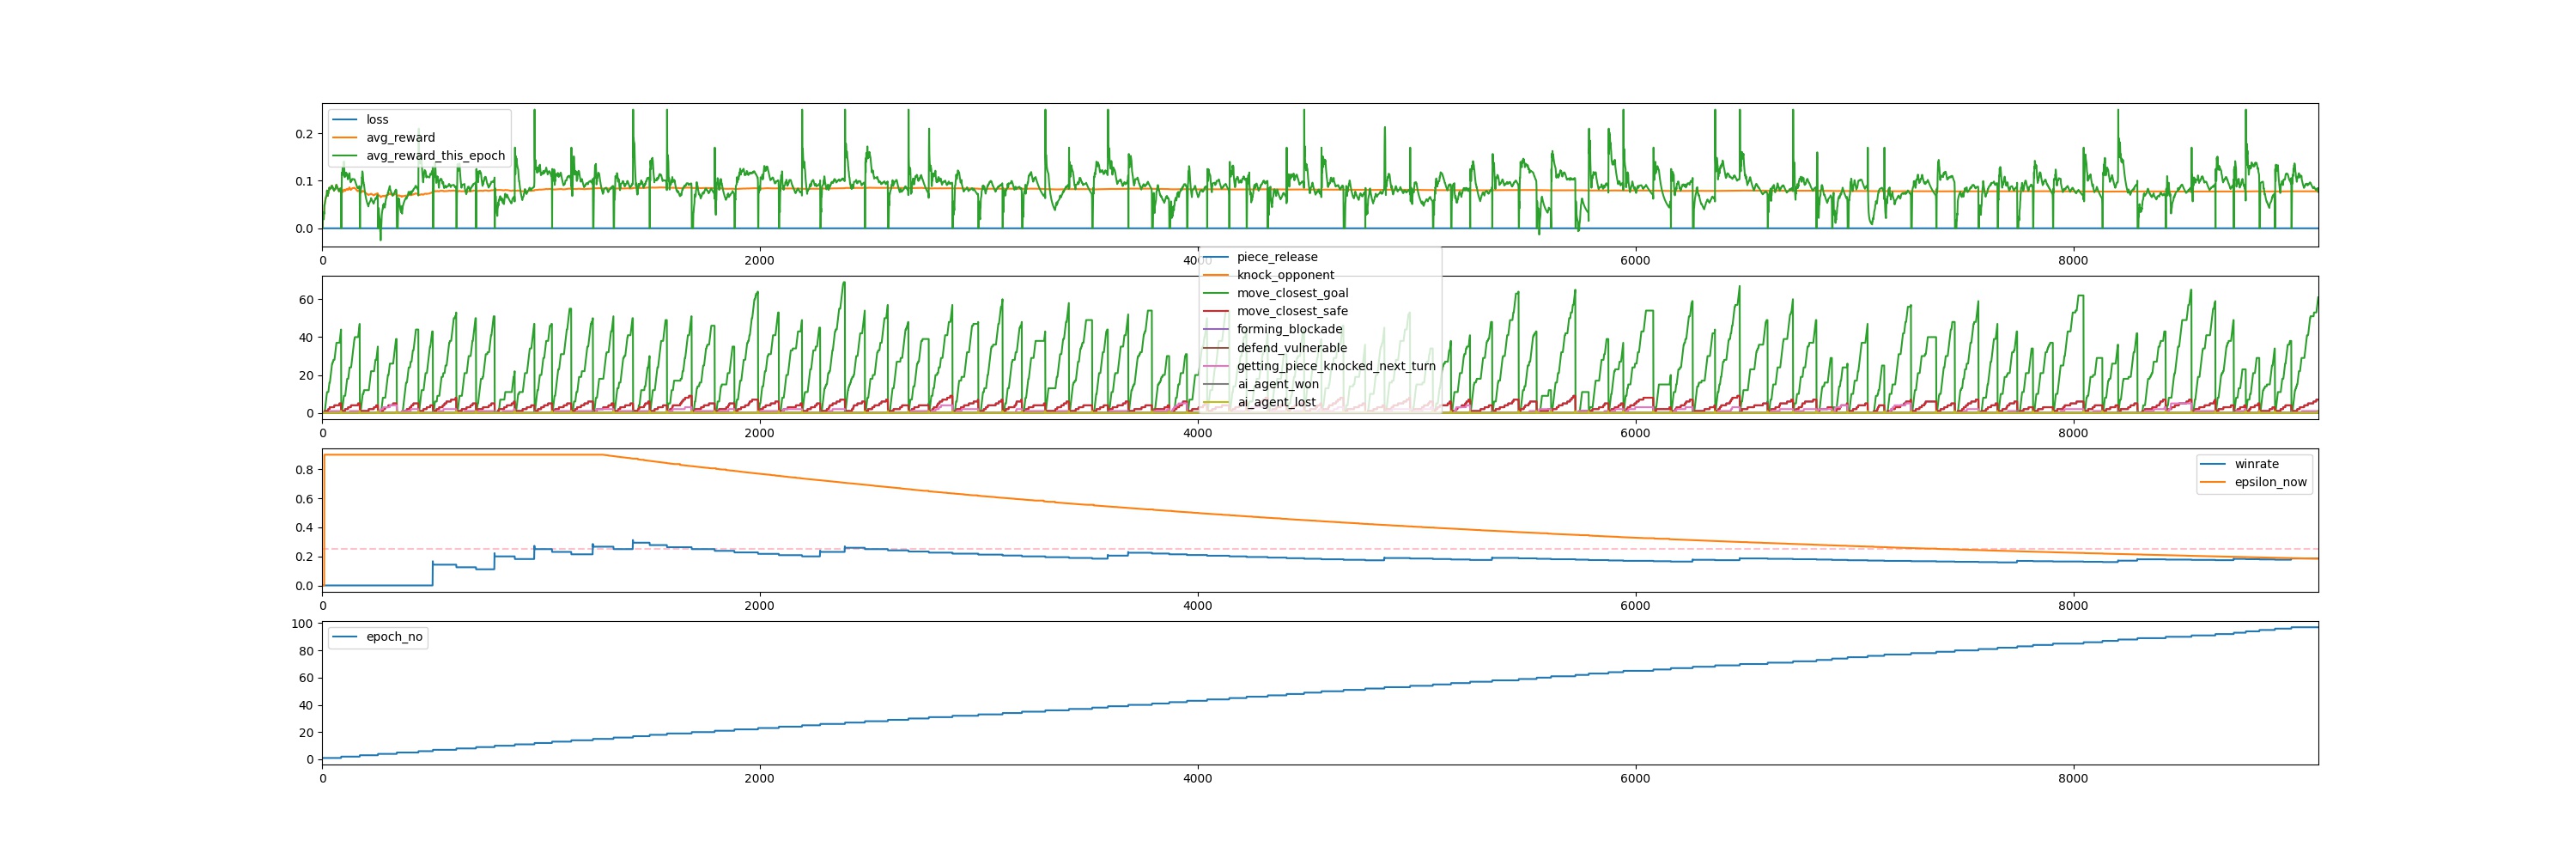 loss
avg_reward
avg_reward_this_epoch
0.2
0.1
0.0
0 2000 4000 6000 8000
piece_release
knock_opponent
move_closest_goal
move_closest_safe
forming_blockade
defend_vulnerable
getting_piece_knocked_next_turn
ai_agent_won
ai_agent_lost
60
40
20
0
0 2000 4000 6000 8000
winrate
epsilon_now
0.8
0.6
0.4
0.2
0.0
0 2000 4000 6000 8000
epoch_no
100
80
60
40
20
0
0 2000 4000 6000 8000